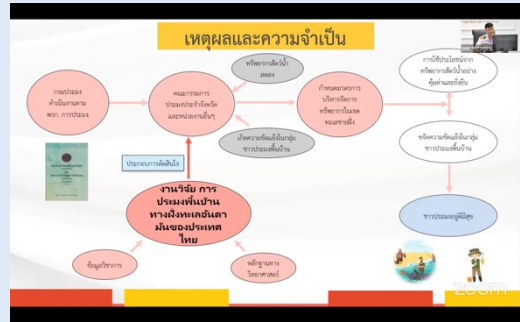 เหตุผลและความจำเป็น
ทรัพยากรสัตว์น้ำ
ลดลง
การใช้ประโยชน์จาก
ทรัพยากรสัตว์น้ำอย่าง
คุ้มค่าและยั่งยืน
กรมประมง
ดำเนินงานตาม
พรก. การประมง
คณะกรรมการ
ประมงประจำจังหวัด
และหน่วยงานอื่นๆ
กำหนดมาตรการ
บริหารจัดการ
ทรัพยากรในเขต
ทะเลชายฝั่ง
เกิดความขัดแย้งในกลุ่ม
ชาวประมงพื้นบ้าน
ขจัดความขัดแย้งในกลุ่ม
ชาวประมงพื้นบ้าน
ประกอบการตัดสินใจ
งานวิจัย การ
ประมงพื้นบ้าน
ทางฝั่งทะเลอันดา
มันของประเทศ
ไทย
ชาวประมงอยู่ดีมีสุข
ข้อมูลวิชาการ
หลักฐานทาง
วิทยาศาสตร์
zoom